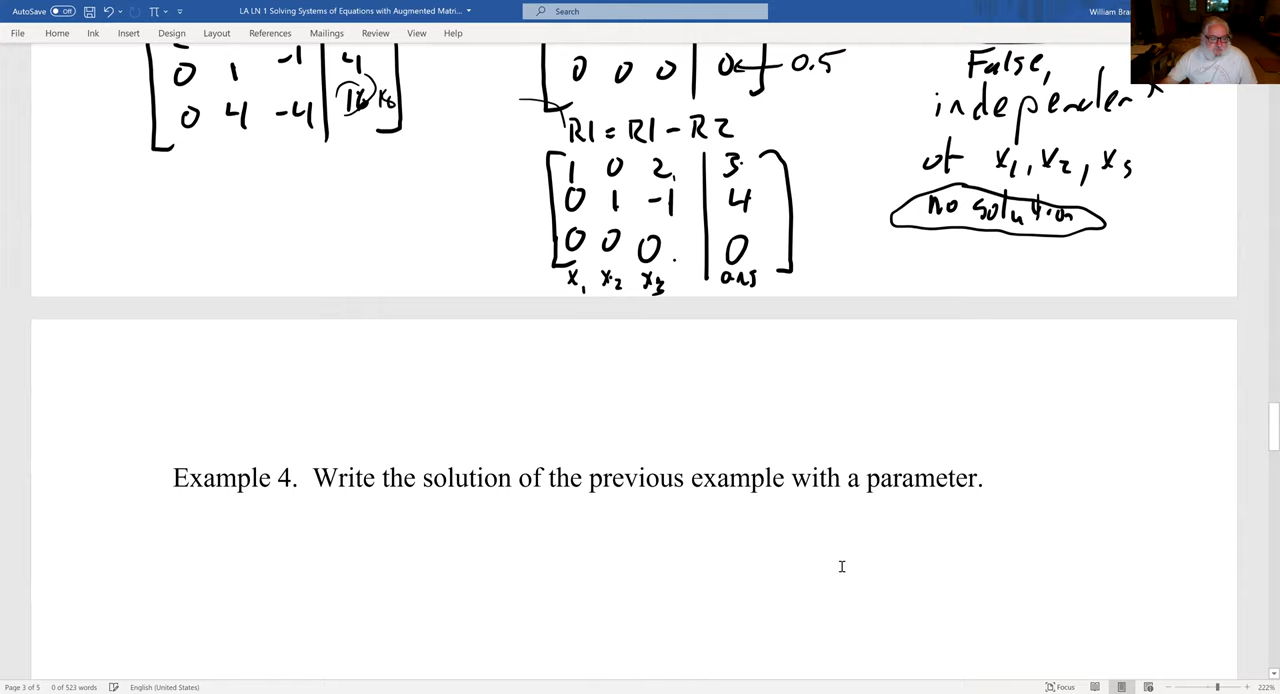 AutoSave Off
LA LN 1 Solving Systems of Equations with Augmented Matri...
Search
William Bra
File Home Ink Insert Design Layout References Mailings Review View Help
-1 4
0 1
0 4 -4 16 16
0 0 0 0 ← 0.5
R1 = R1 - R2
1 0 2 3
0 1 -1 4
0 0 0 0
x1 x2 x3 ans
False,
independent
of x1, x2, x3
no solution
Example 4. Write the solution of the previous example with a parameter.
Page 3 of 5 0 of 523 words English (United States)
Focus
222%